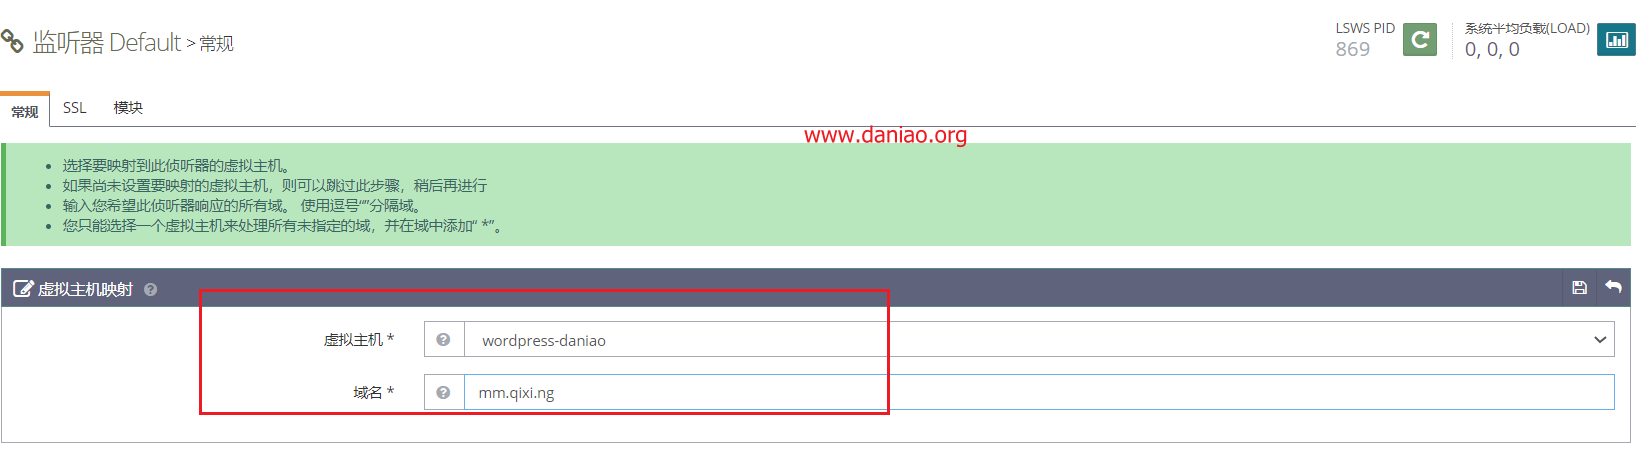 监听器 Default > 常规
LSWS PID
869
系统平均负载(LOAD)
0, 0, 0
常规
SSL
模块
www.daniao.org
选择要映射到此侦听器的虚拟主机。
如果尚未设置要映射的虚拟主机，则可以跳过此步骤，稍后再进行
输入您希望此侦听器响应的所有域。 使用逗号“”分隔域。
您只能选择一个虚拟主机来处理所有未指定的域，并在域中添加“ *”。
虚拟主机映射
虚拟主机 *
wordpress-daniao
域名 *
mm.qixi.ng